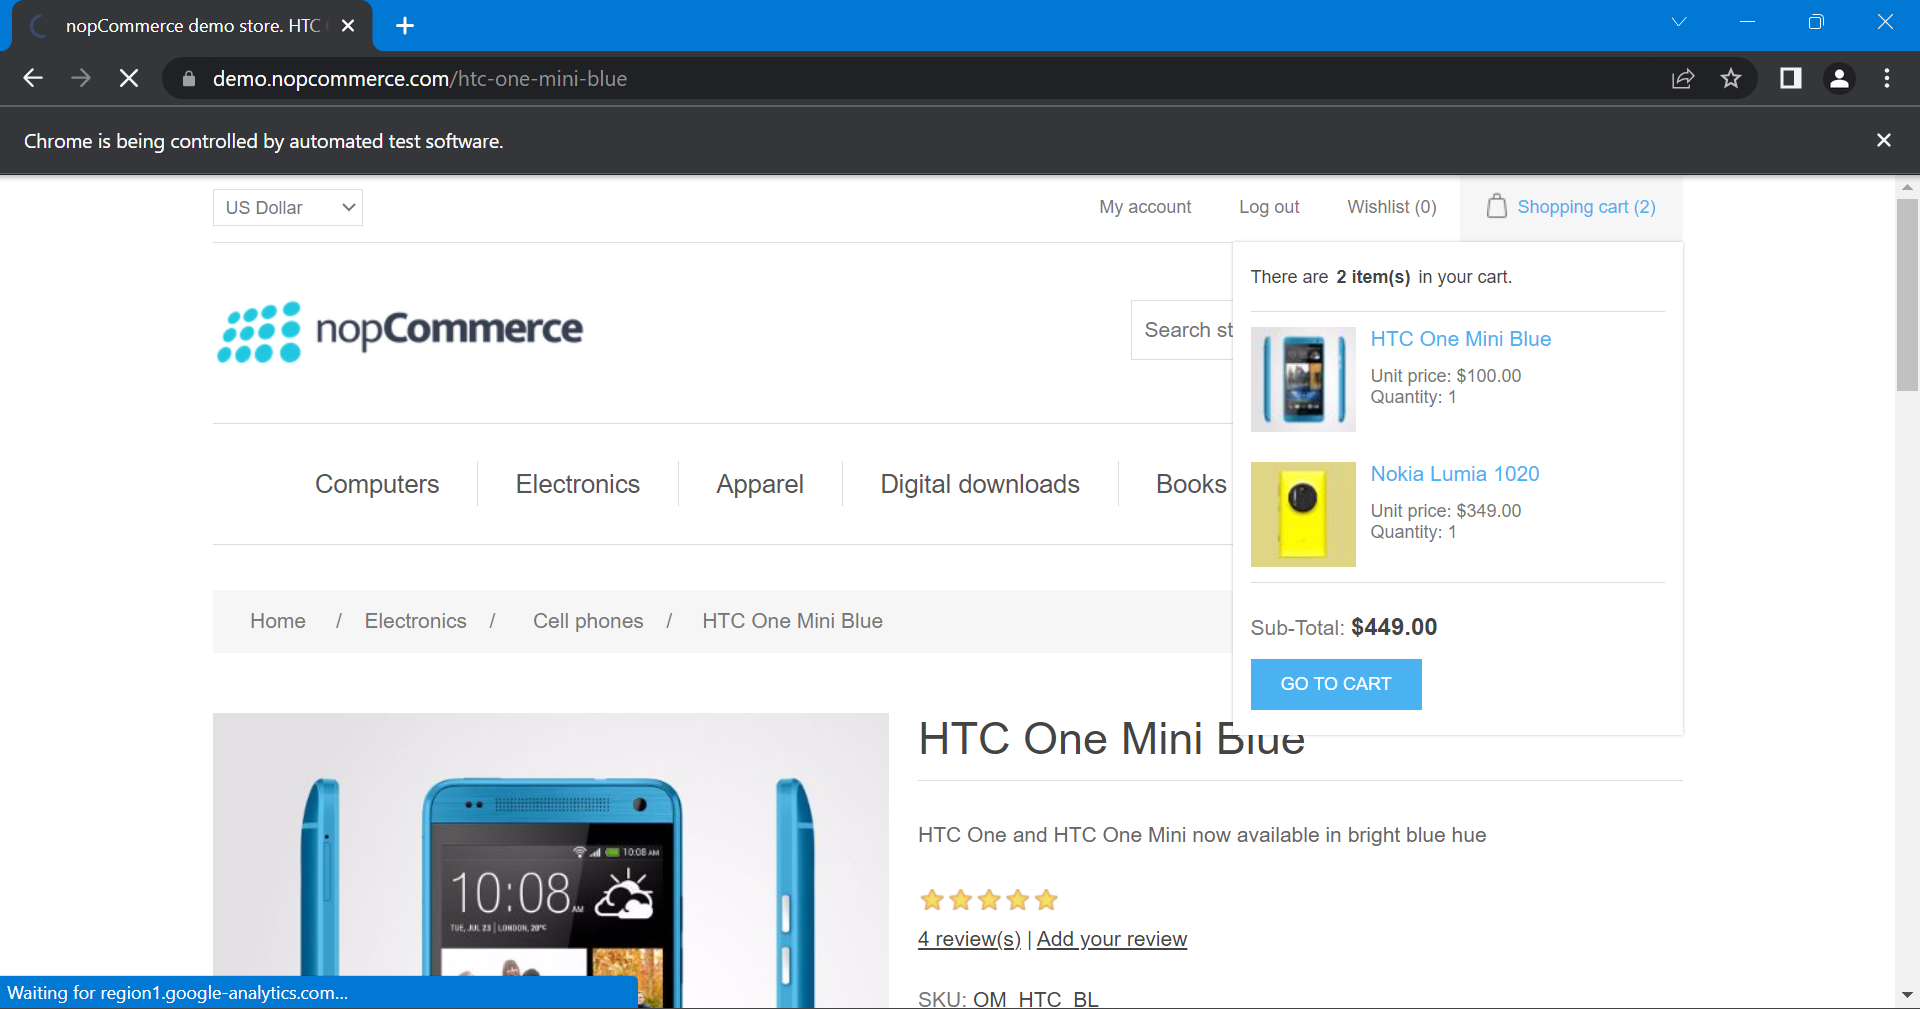 nopCommerce demo store. HTC
demo.nopcommerce.com/htc-one-mini-blue
Chrome is being controlled by automated test software.
US Dollar
My account
Log out
Wishlist (0)
Shopping cart (2)
There are 2 item(s) in your cart.
nopCommerce
Search st
HTC One Mini Blue
Unit price: $100.00
Quantity: 1
Nokia Lumia 1020
Unit price: $349.00
Quantity: 1
Sub-Total: $449.00
GO TO CART
Computers
Electronics
Apparel
Digital downloads
Books
Home / Electronics / Cell phones / HTC One Mini Blue
HTC One Mini Blue
HTC One and HTC One Mini now available in bright blue hue
4 review(s) | Add your review
SKU: OM_HTC_BL
10:08 AM
10:08 AM
TUE, JUL 23 | LONDON, 20°C
Waiting for region1.google-analytics.com...